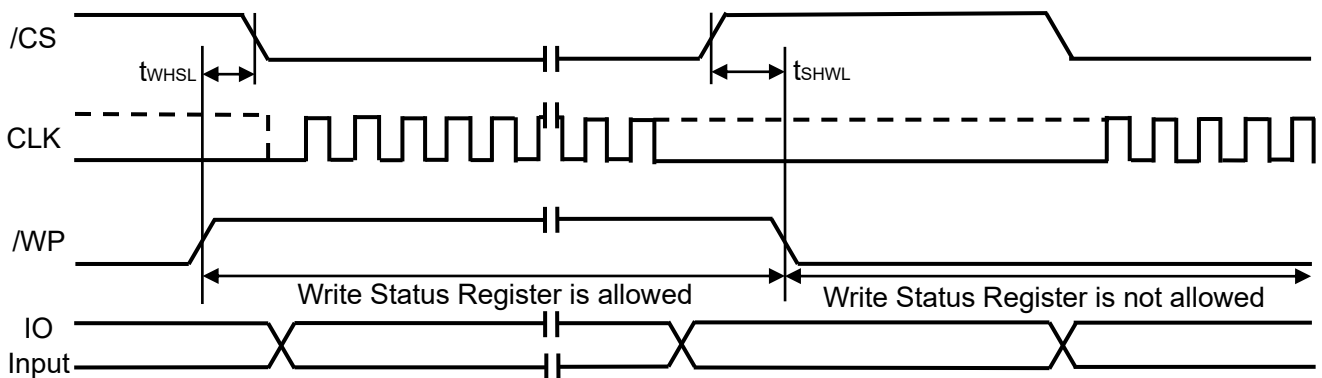 /CS
tWHSL
tSHWL
CLK
/WP
Write Status Register is allowed
Write Status Register is not allowed
IO
Input